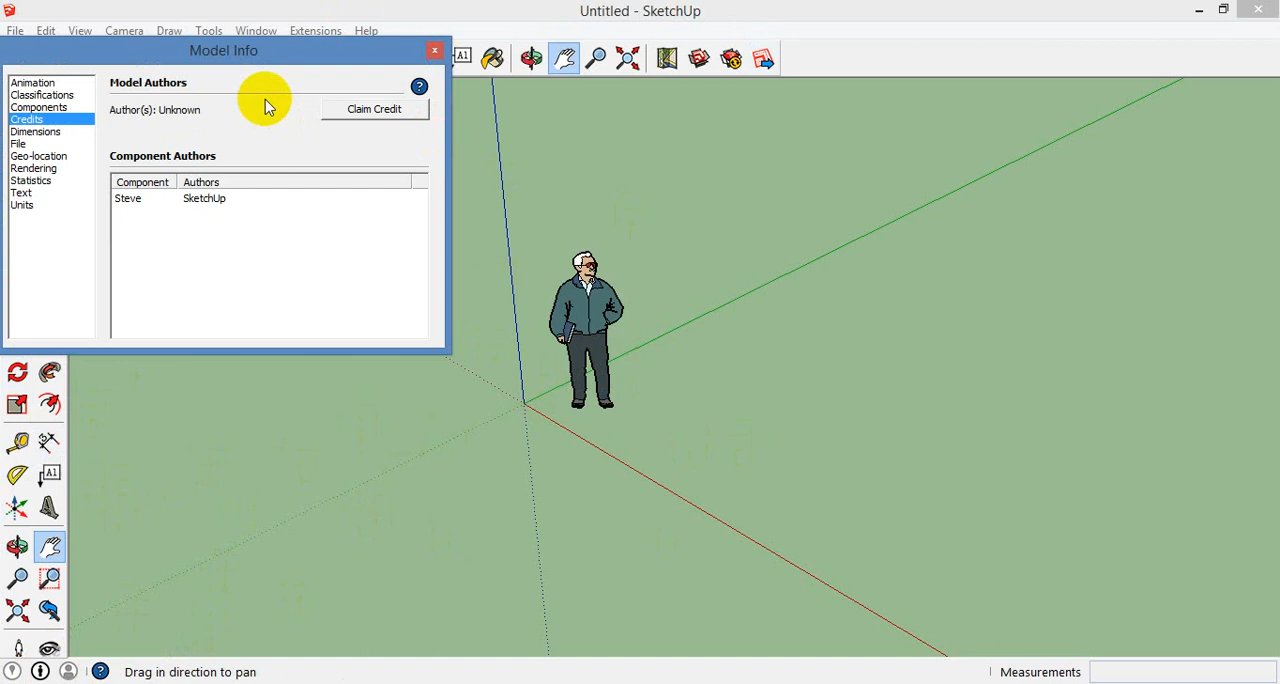 Untitled - SketchUp
File Edit View Camera Draw Tools Window Extensions Help
Model Info
x
A1
Animation
Classifications
Components
Credits
Dimensions
File
Geo-location
Rendering
Statistics
Text
Units
Model Authors
?
Author(s): Unknown
Claim Credit
Component Authors
Component Authors
Steve SketchUp
A1
? Drag in direction to pan
Measurements